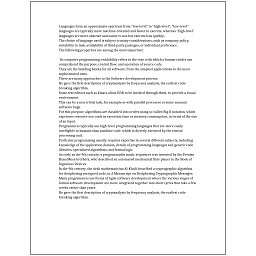 Languages form an approximate spectrum from "low-level" to "high-level"; "low-level"
languages are typically more machine-oriented and faster to execute, whereas "high-level"
languages are more abstract and easier to use but execute less quickly.
The choice of language used is subject to many considerations, such as company policy,
suitability to task, availability of third-party packages, or individual preference.
The following properties are among the most important:
In computer programming, readability refers to the ease with which a human reader can
comprehend the purpose, control flow, and operation of source code.
They are the building blocks for all software, from the simplest applications to the most
sophisticated ones.
There are many approaches to the Software development process.
He gave the first description of cryptanalysis by frequency analysis, the earliest code-
breaking algorithm.
Some text editors such as Emacs allow GDB to be invoked through them, to provide a visual
environment.
This can be a non-trivial task, for example as with parallel processes or some unusual
software bugs.
For this purpose, algorithms are classified into orders using so-called Big O notation, which
expresses resource use, such as execution time or memory consumption, in terms of the size
of an input.
Programmers typically use high-level programming languages that are more easily
intelligible to humans than machine code, which is directly executed by the central
processing unit.
Proficient programming usually requires expertise in several different subjects, including
knowledge of the application domain, details of programming languages and generic code
libraries, specialized algorithms, and formal logic.
As early as the 9th century, a programmable music sequencer was invented by the Persian
Banu Musa brothers, who described an automated mechanical flute player in the Book of
Ingenious Devices.
In the 9th century, the Arab mathematician Al-Kindi described a cryptographic algorithm
for deciphering encrypted code, in A Manuscript on Deciphering Cryptographic Messages.
Many programmers use forms of Agile software development where the various stages of
formal software development are more integrated together into short cycles that take a few
weeks rather than years.
He gave the first description of cryptanalysis by frequency analysis, the earliest code-
breaking algorithm.